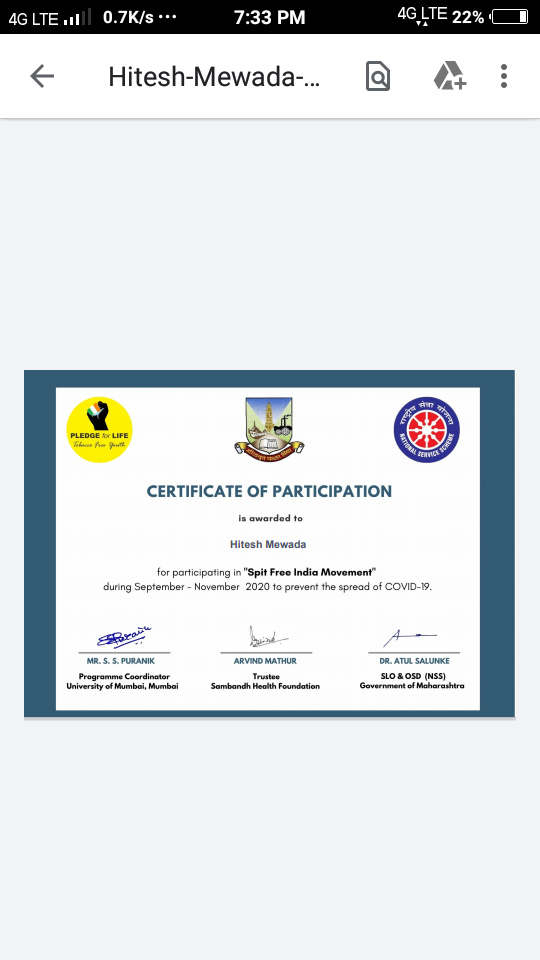 4G LTE 0.7K/s ... 7:33 PM 4G LTE 22%
Hitesh-Mewada-...
PLEDGE for LIFE
Tobacco Free Youth
राष्ट्रीय सेवा योजना
NATIONAL SERVICE SCHEME
CERTIFICATE OF PARTICIPATION
is awarded to
Hitesh Mewada
for participating in "Spit Free India Movement"
during September - November 2020 to prevent the spread of COVID-19.
MR. S. S. PURANIK
Programme Coordinator
University of Mumbai, Mumbai
ARVIND MATHUR
Trustee
Sambandh Health Foundation
DR. ATUL SALUNKE
SLO & OSD (NSS)
Government of Maharashtra